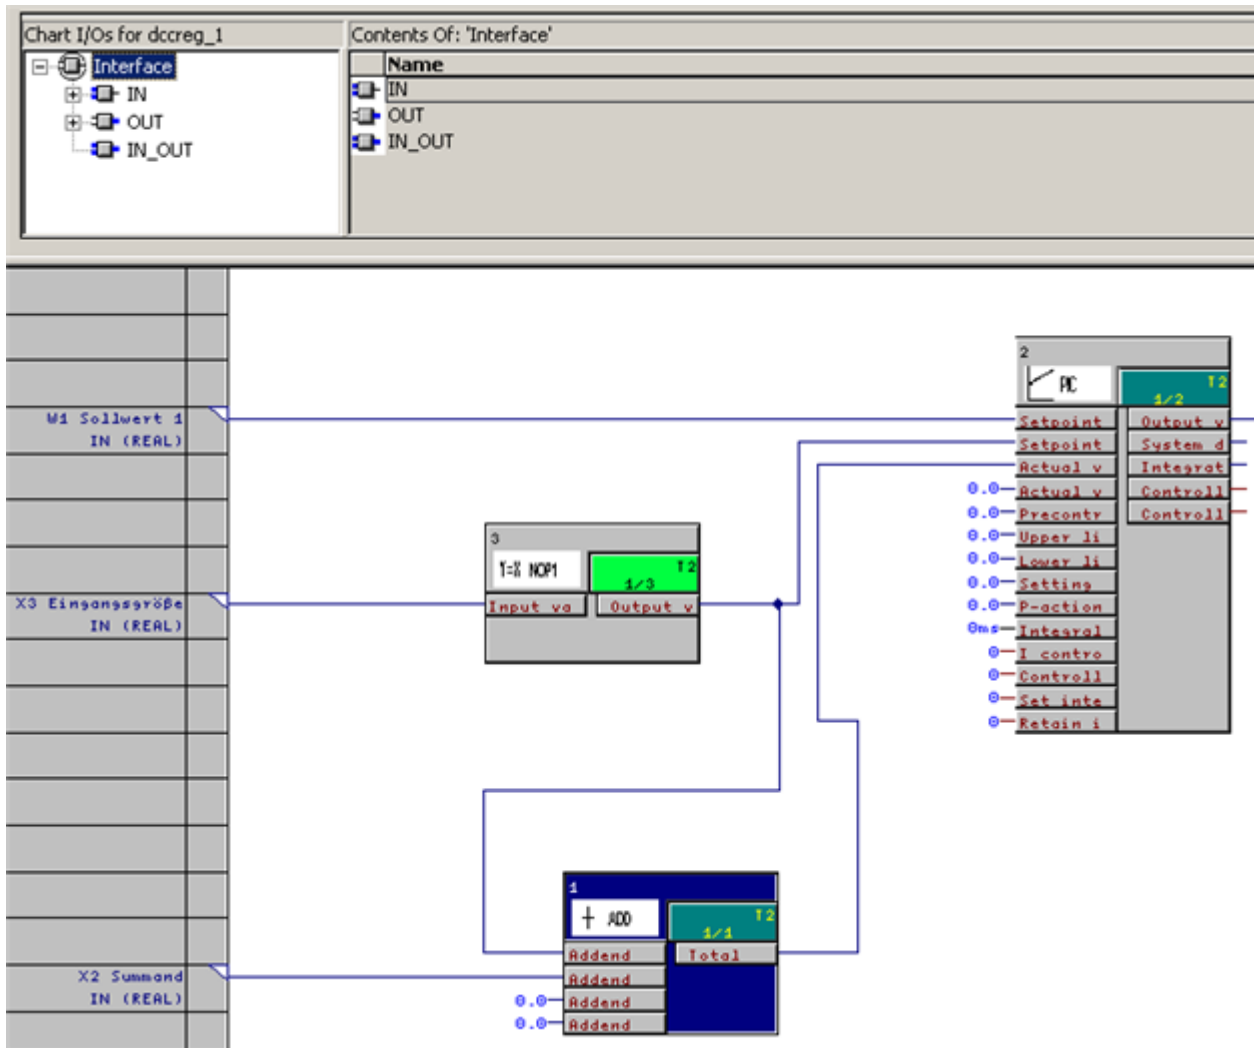 Chart I/Os for dccreg_1
Interface
IN
OUT
IN_OUT
Contents Of: 'Interface'
Name
IN
OUT
IN_OUT
W1 Sollwert 1
IN (REAL)
X3 Eingangsgröße
IN (REAL)
X2 Summand
IN (REAL)
3
Y=X NOP1
T2
1/3
Input va
Output v
1
ADD
T2
1/1
Addend
Total
Addend
0.0 Addend
0.0 Addend
2
PIC
T2
1/2
Setpoint
Output v
Setpoint
System d
Actual v
Integrat
0.0 Actual v
Controll
0.0 Precontr
Controll
0.0 Upper li
0.0 Lower li
0.0 Setting
0.0 P-action
0ms Integral
0 I contro
0 Controll
0 Set inte
0 Retain i